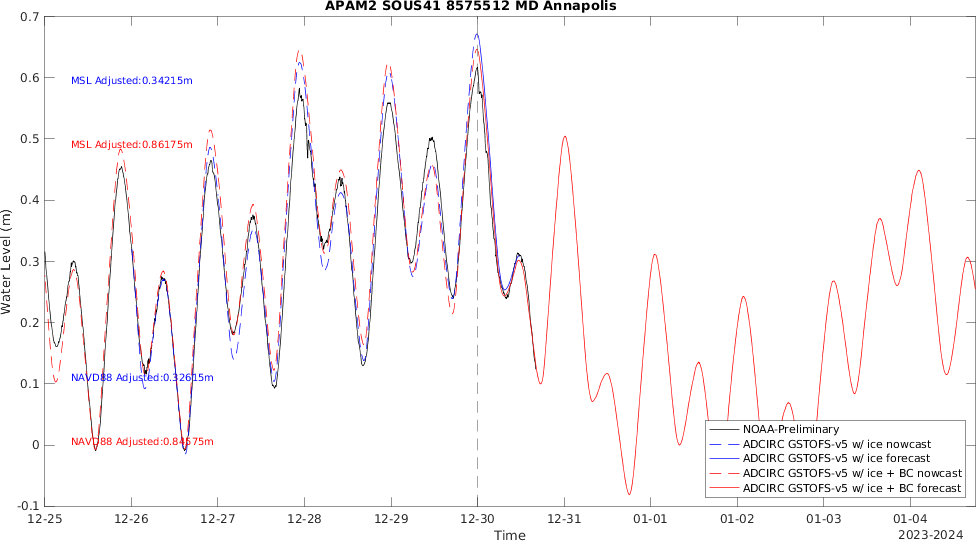 APAM2 SOUS41 8575512 MD Annapolis
0.7
0.6
0.5
0.4
0.3
0.2
0.1
0
-0.1
Water Level (m)
MSL Adjusted:0.34215m
MSL Adjusted:0.86175m
NAVD88 Adjusted:0.32615m
NAVD88 Adjusted:0.84575m
NOAA-Preliminary
ADCIRC GSTOFS-v5 w/ ice nowcast
ADCIRC GSTOFS-v5 w/ ice forecast
ADCIRC GSTOFS-v5 w/ ice + BC nowcast
ADCIRC GSTOFS-v5 w/ ice + BC forecast
12-25 12-26 12-27 12-28 12-29 12-30 12-31 01-01 01-02 01-03 01-04
Time
2023-2024